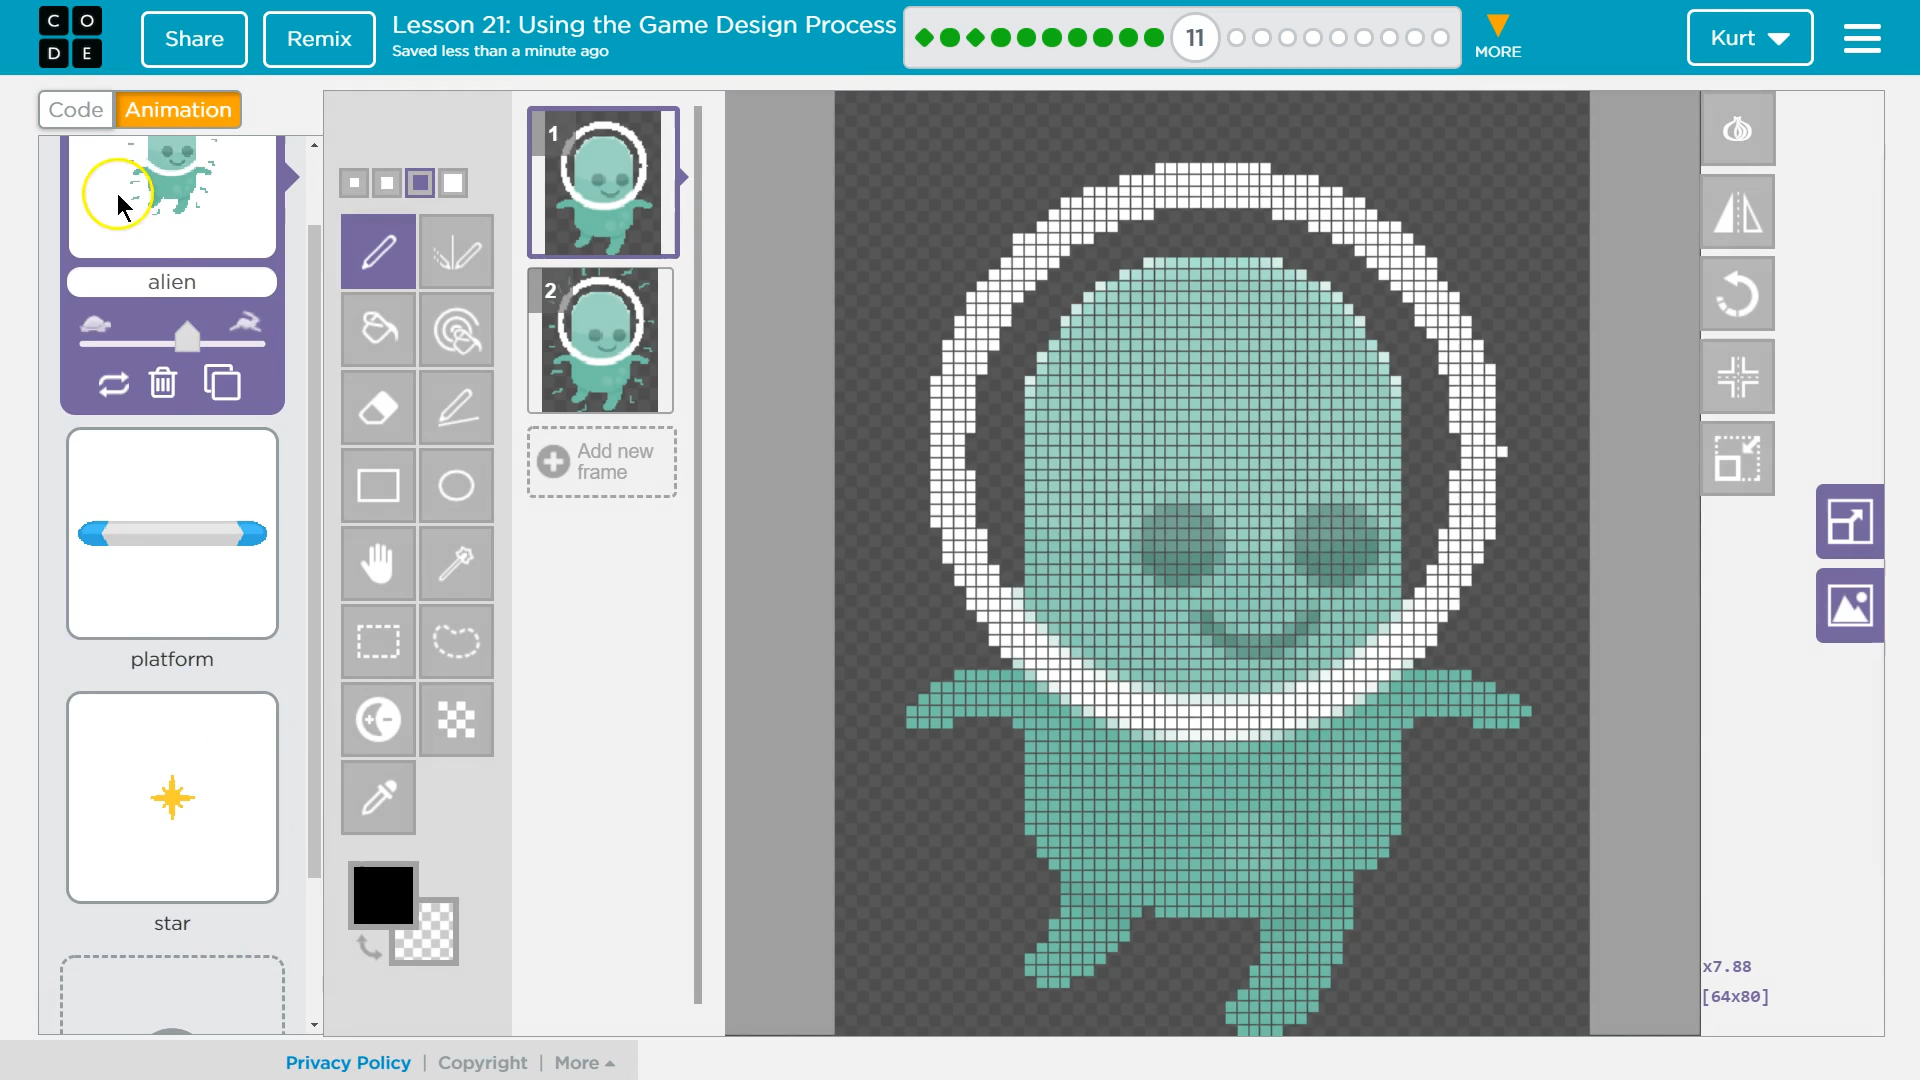 C O
D E
Share
Remix
Lesson 21: Using the Game Design Process
Saved less than a minute ago
11
MORE
Kurt
Code
Animation
alien
platform
star
1
2
Add new
frame
x7.88
[64x80]
Privacy Policy | Copyright | More